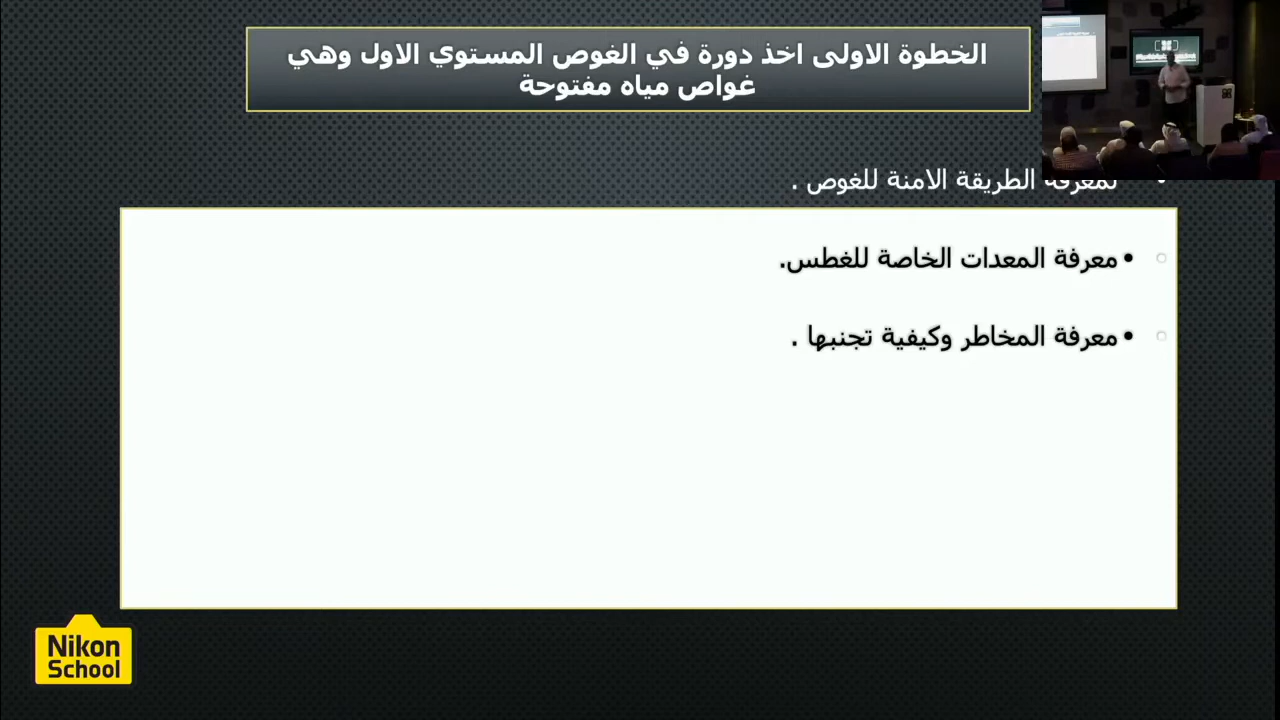 الخطوة الاولى اخذ دورة في الغوص المستوي الاول وهي
غواص مياه مفتوحة
• لمعرفة الطريقة الامنة للغوص .
• معرفة المعدات الخاصة للغطس.
• معرفة المخاطر وكيفية تجنبها .
Nikon
School